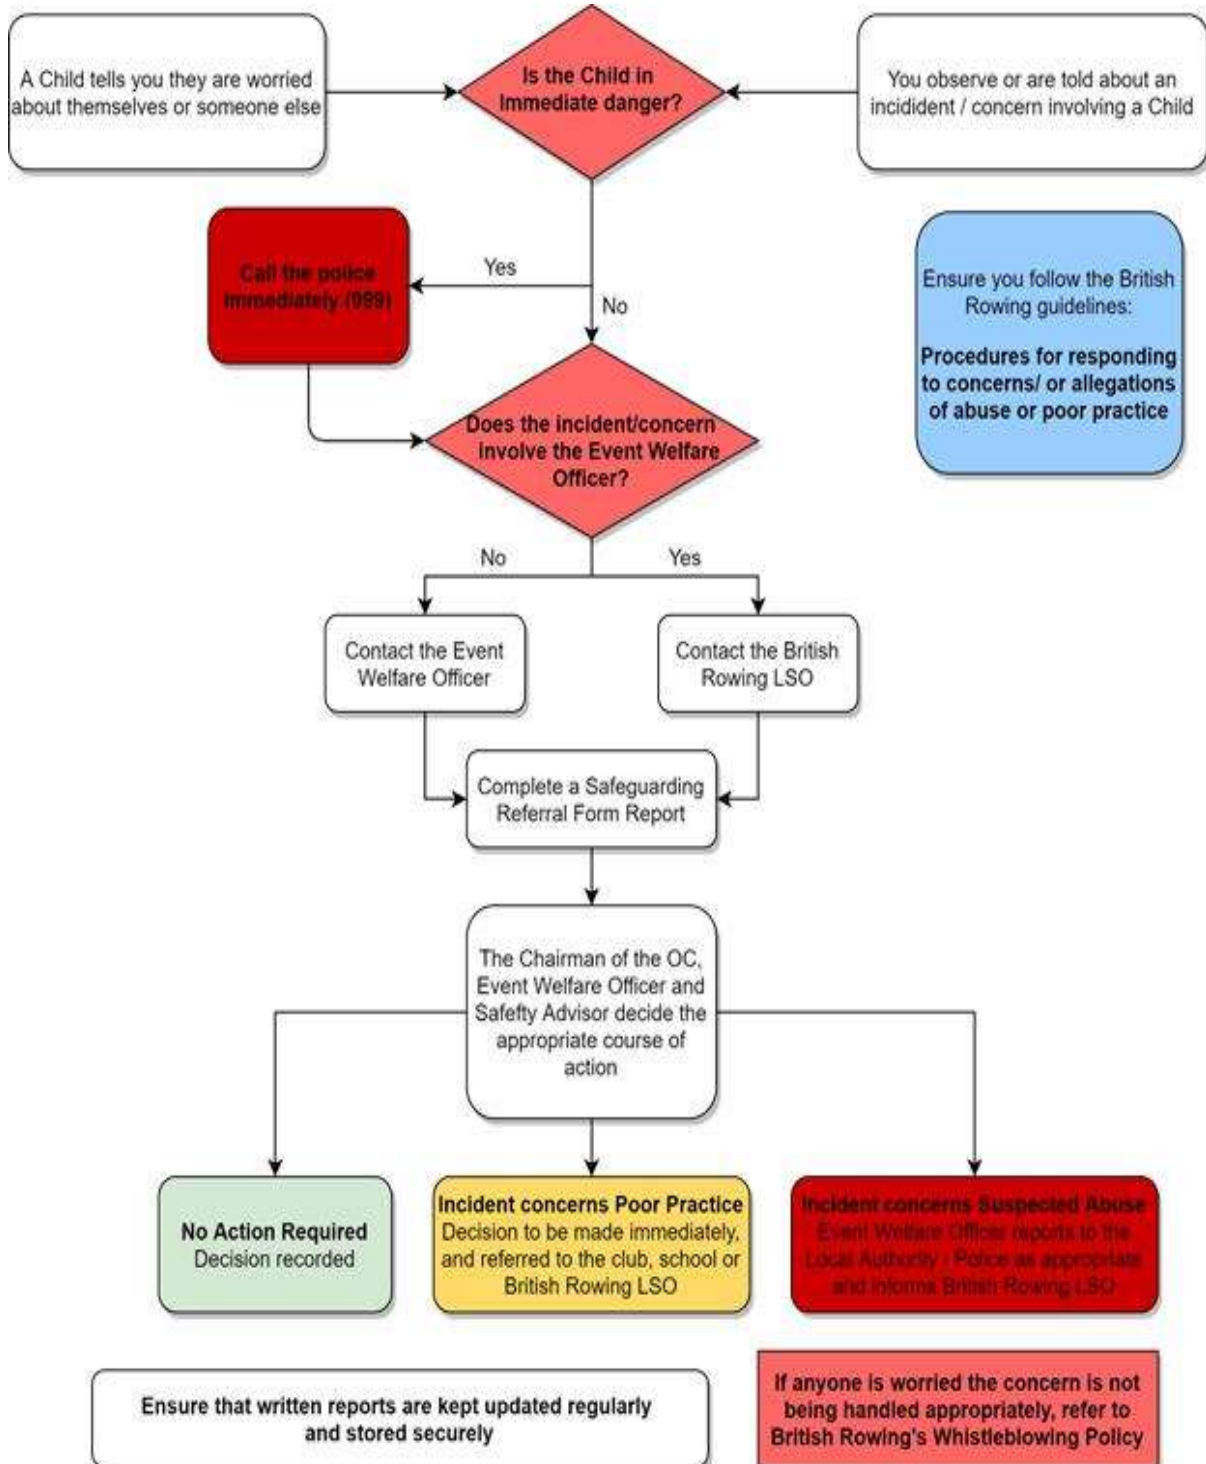 A Child tells you they are worried
about themselves or someone else
Is the Child in
Immediate danger?
You observe or are told about an
incidident / concern involving a Child
Call the police
immediately (999)
Yes
No
Ensure you follow the British
Rowing guidelines:
Procedures for responding
to concerns/ or allegations
of abuse or poor practice
Does the incident/concern
involve the Event Welfare
Officer?
No
Yes
Contact the Event
Welfare Officer
Contact the British
Rowing LSO
Complete a Safeguarding
Referral Form Report
The Chairman of the OC,
Event Welfare Officer and
Safefty Advisor decide the
appropriate course of
action
No Action Required
Decision recorded
Incident concerns Poor Practice
Decision to be made immediately,
and referred to the club, school or
British Rowing LSO
Incident concerns Suspected Abuse
Event Welfare Officer reports to the
Local Authority / Police as appropriate
and informs British Rowing LSO
Ensure that written reports are kept updated regularly
and stored securely
If anyone is worried the concern is not
being handled appropriately, refer to
British Rowing's Whistleblowing Policy